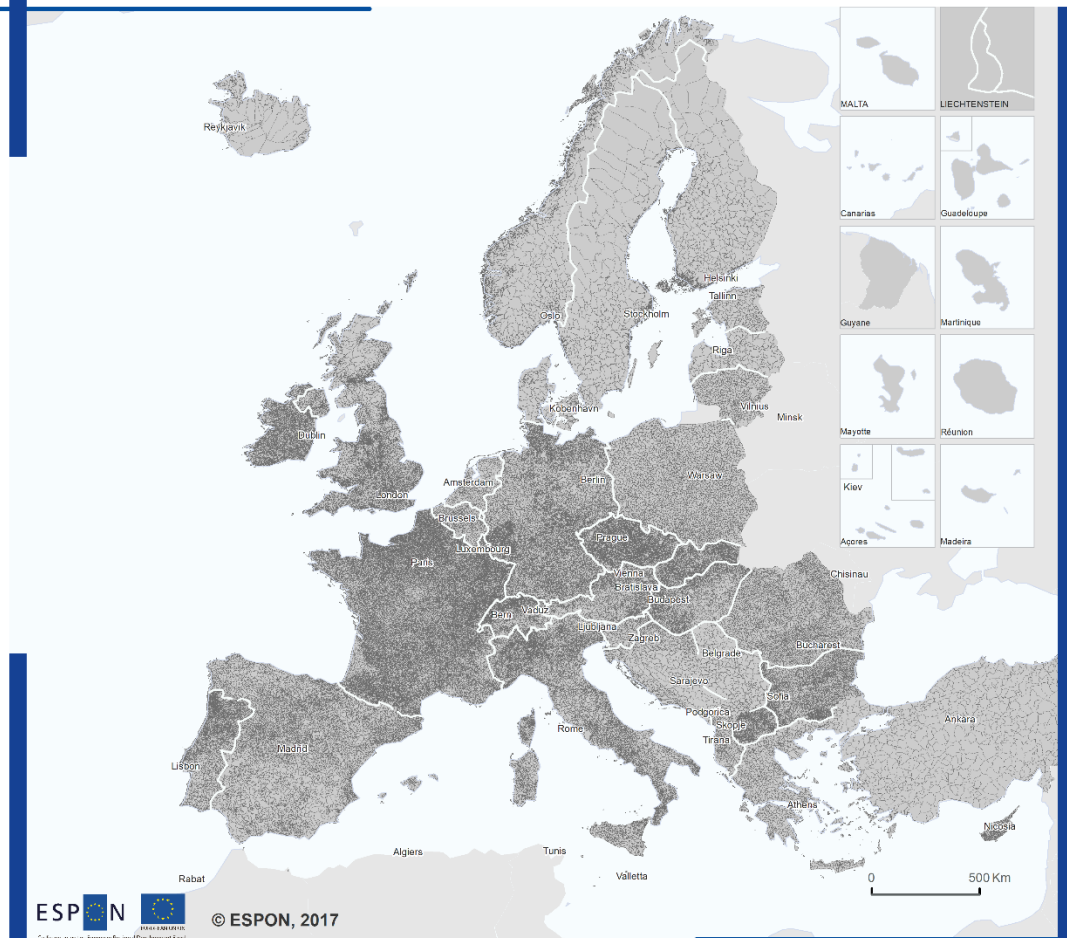 MALTA
LIECHTENSTEIN
Reykjavik
Canarias
Guadeloupe
Helsinki
Tallinn
Oslo
Stockholm
Guyane
Martinique
Riga
København
Vilnius
Minsk
Mayotte
Réunion
Dublin
Amsterdam
Berlin
Warsaw
London
Kiev
Brussels
Prague
Açores
Madeira
Luxembourg
Paris
Vienna
Chisinau
Bratislava
Budapest
Bern
Vaduz
Ljubljana
Zagreb
Bucharest
Belgrade
Sarajevo
Sofia
Podgorica
Skopje
Ankara
Rome
Tirana
Madrid
Lisbon
Athens
Nicosia
Algiers
Tunis
Valletta
Rabat
0 500 Km
ESPON
© ESPON, 2017